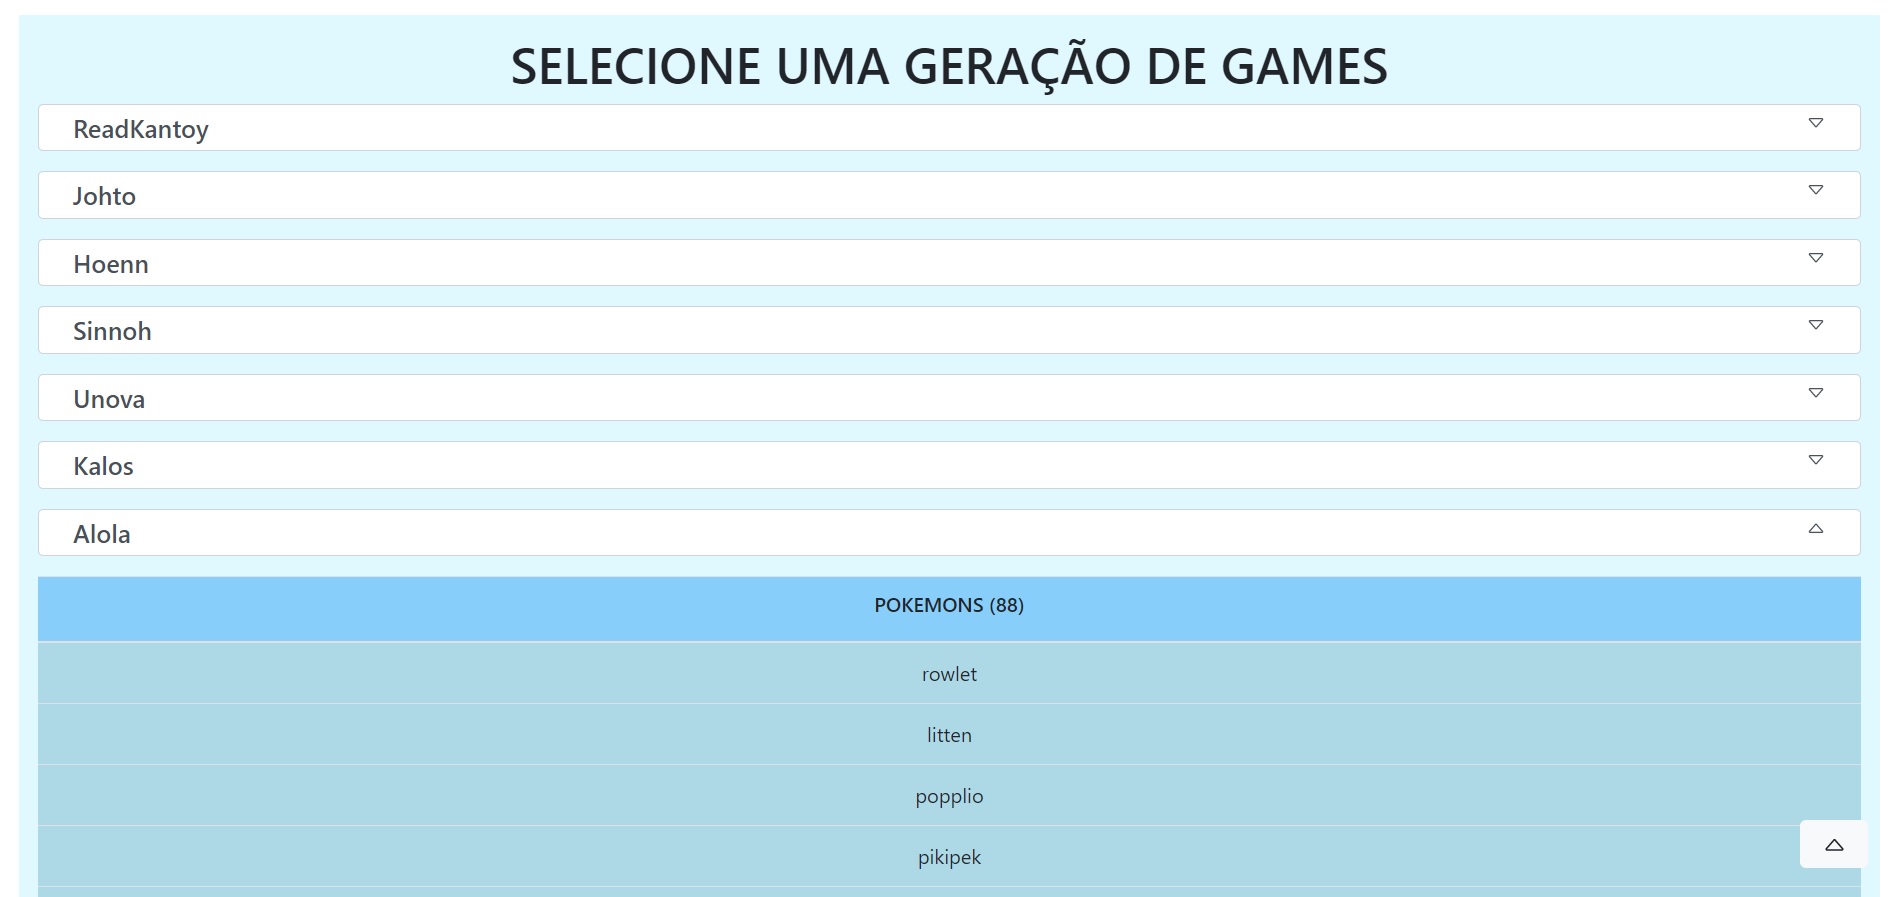 SELECIONE UMA GERAÇÃO DE GAMES
ReadKantoy
Johto
Hoenn
Sinnoh
Unova
Kalos
Alola
POKEMONS (88)
rowlet
litten
popplio
pikipek